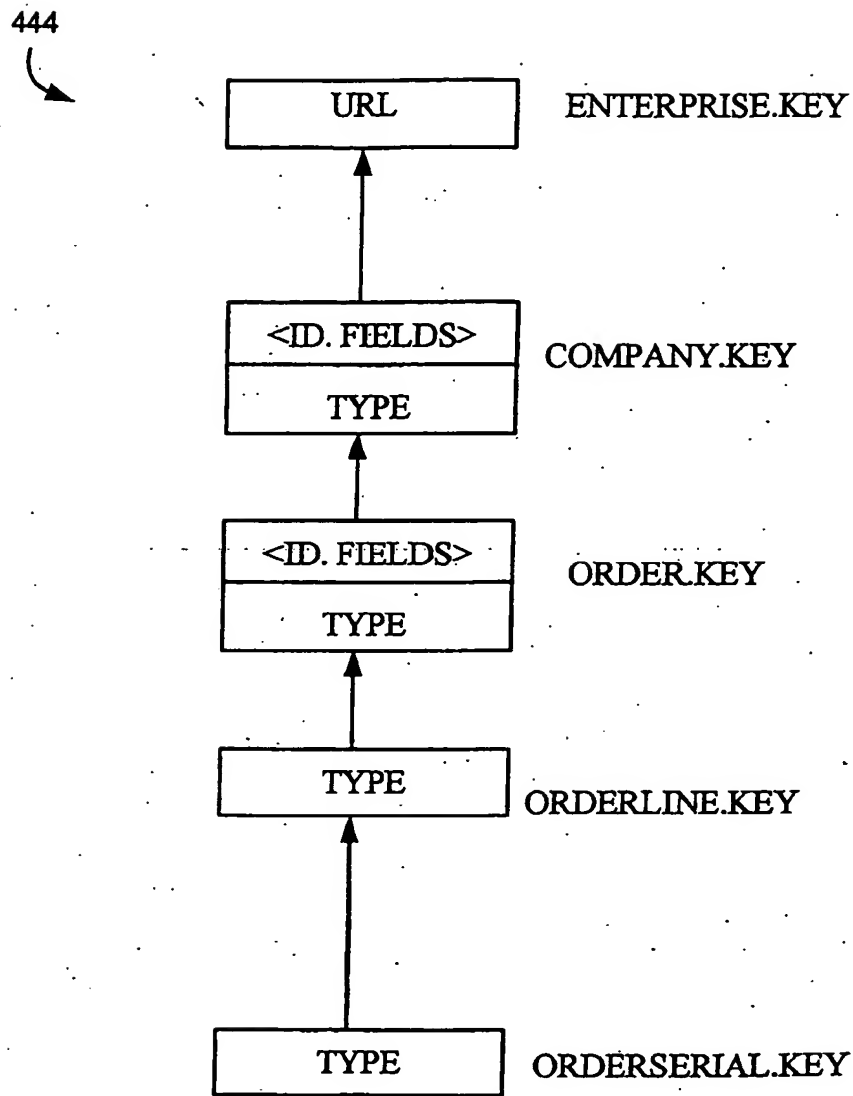 444
URL ENTERPRISE.KEY
<ID. FIELDS>
COMPANY.KEY
TYPE
<ID. FIELDS>
ORDER.KEY
TYPE
TYPE
ORDERLINE.KEY
TYPE ORDERSERIAL.KEY